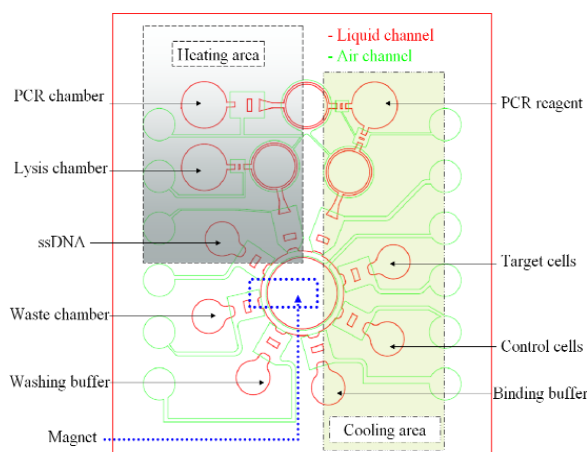 - Liquid channel
- Air channel
Heating area
PCR chamber
PCR reagent
Lysis chamber
ssDNA
Target cells
Waste chamber
Control cells
Washing buffer
Binding buffer
Magnet
Cooling area